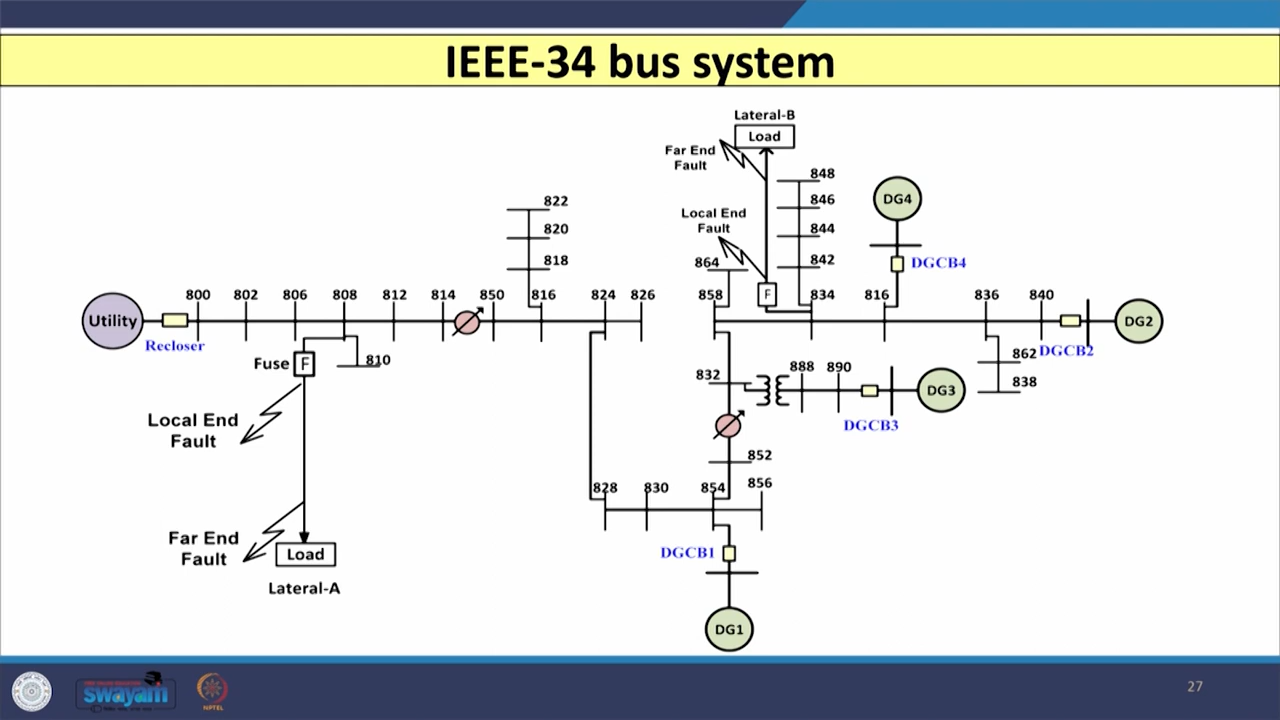 IEEE-34 bus system
Lateral-B
Load
Far End
Fault
Local End
Fault
848
846
844
842
DG4
DGCB4
822
820
818
864
F
800 802 806 808 812 814 850 816 824 826 858 834 816 836 840
Utility
Recloser
DG2
DGCB2
862
838
Fuse F
810
832
888 890
DG3
DGCB3
Local End
Fault
852
828 830 854 856
Far End
Fault
Load
Lateral-A
DGCB1
DG1
swayam
NPTEL
27